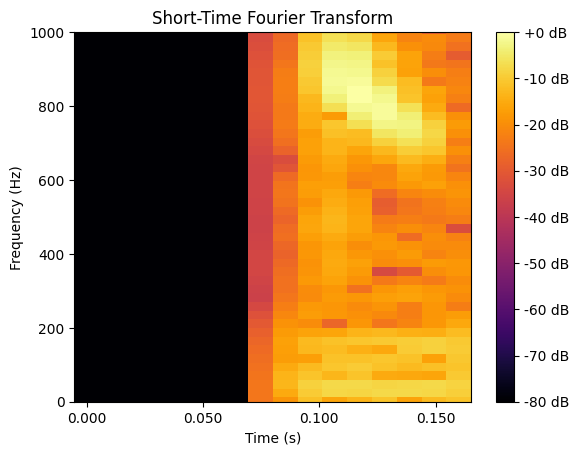 Short-Time Fourier Transform
1000
800
600
400
200
0
Frequency (Hz)
0.000
0.050
0.100
0.150
Time (s)
+0 dB
-10 dB
-20 dB
-30 dB
-40 dB
-50 dB
-60 dB
-70 dB
-80 dB